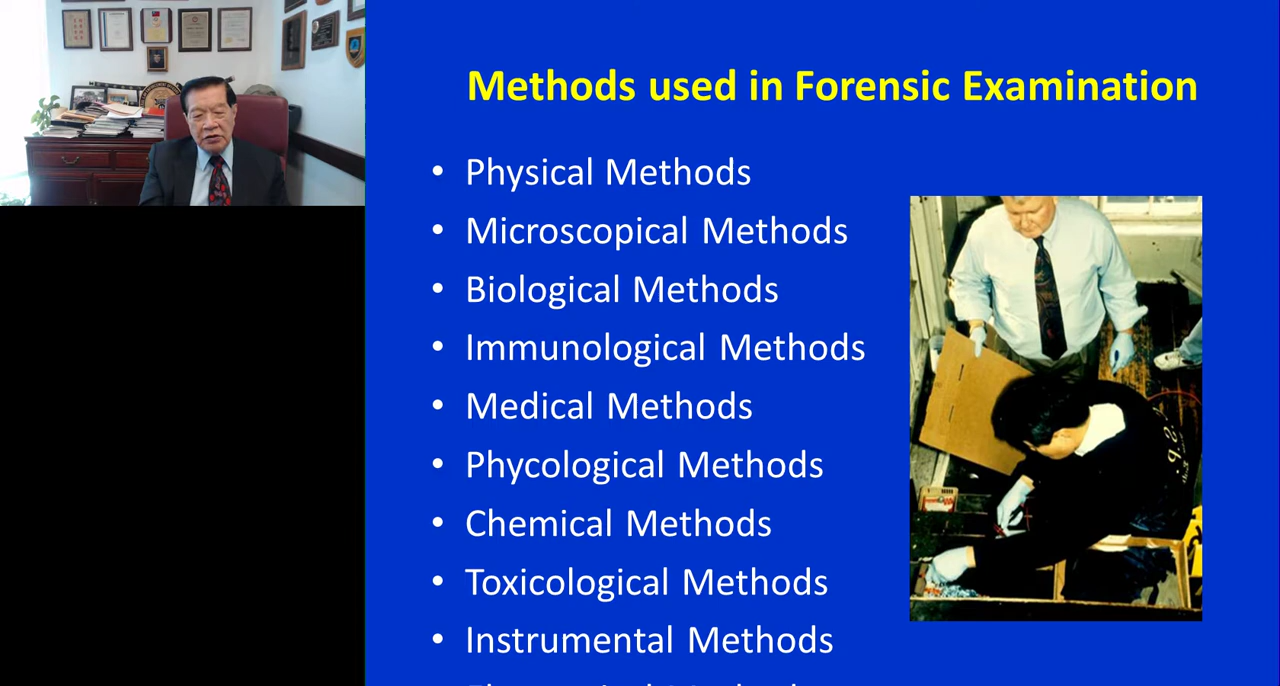 Methods used in Forensic Examination
• Physical Methods
• Microscopical Methods
• Biological Methods
• Immunological Methods
• Medical Methods
• Phycological Methods
• Chemical Methods
• Toxicological Methods
• Instrumental Methods